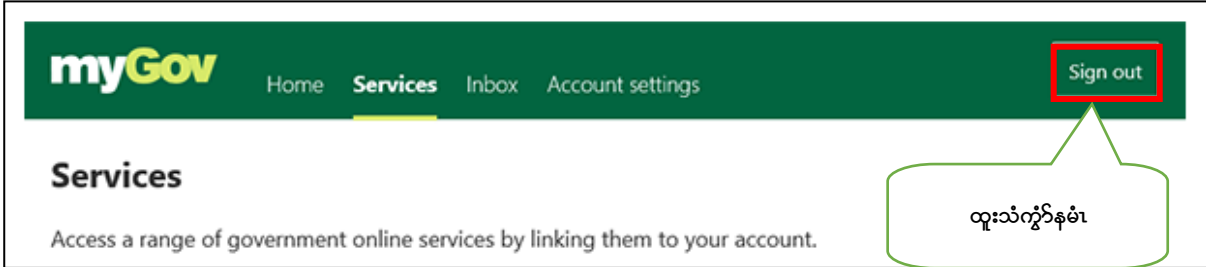 myGov
Home Services Inbox Account settings
Sign out
Services
ထူးသံကွံာ်နမံၤ
Access a range of government online services by linking them to your account.